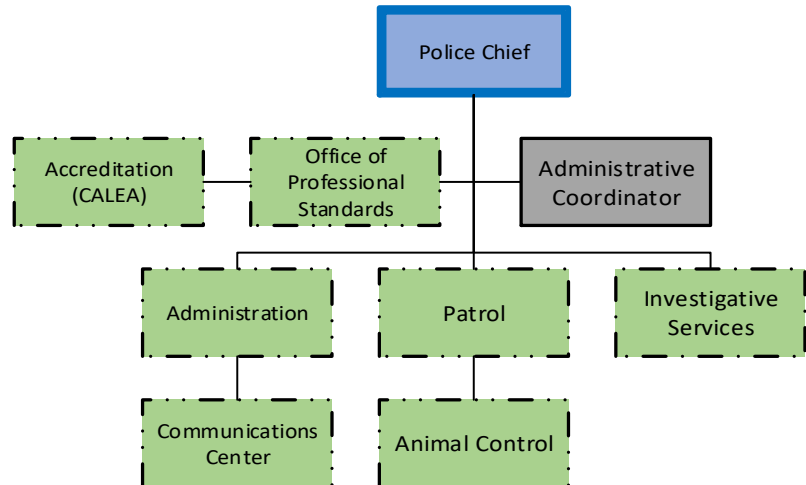 Police Chief
Accreditation
(CALEA)
Office of
Professional
Standards
Administrative
Coordinator
Administration
Patrol
Investigative
Services
Communications
Center
Animal Control